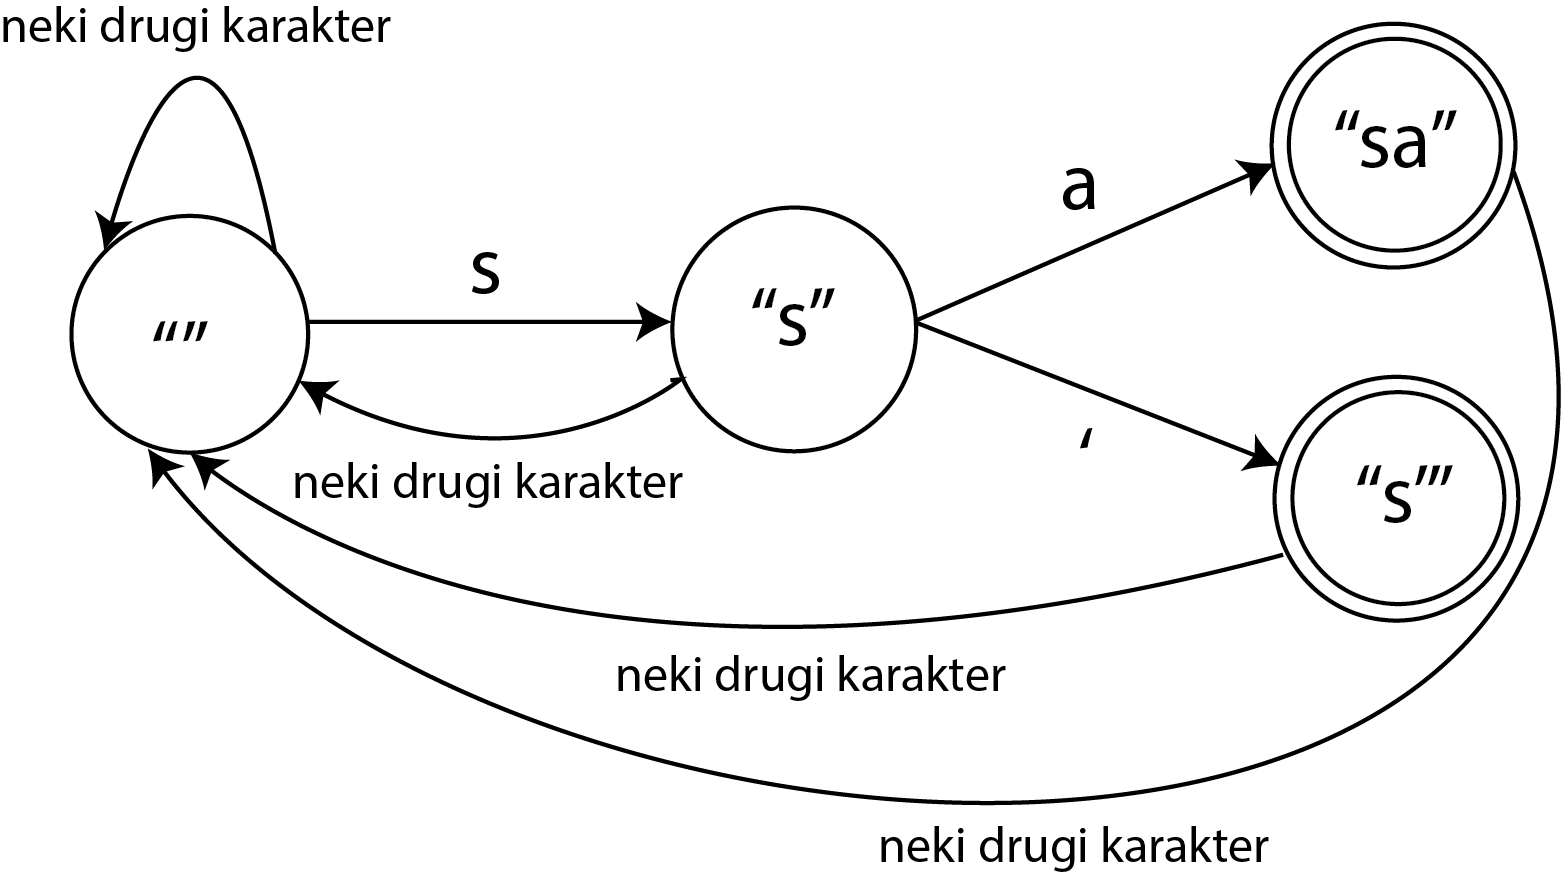 neki drugi karakter
“sa”
a
s
“”
“s”
‘
“s’”
neki drugi karakter
neki drugi karakter
neki drugi karakter